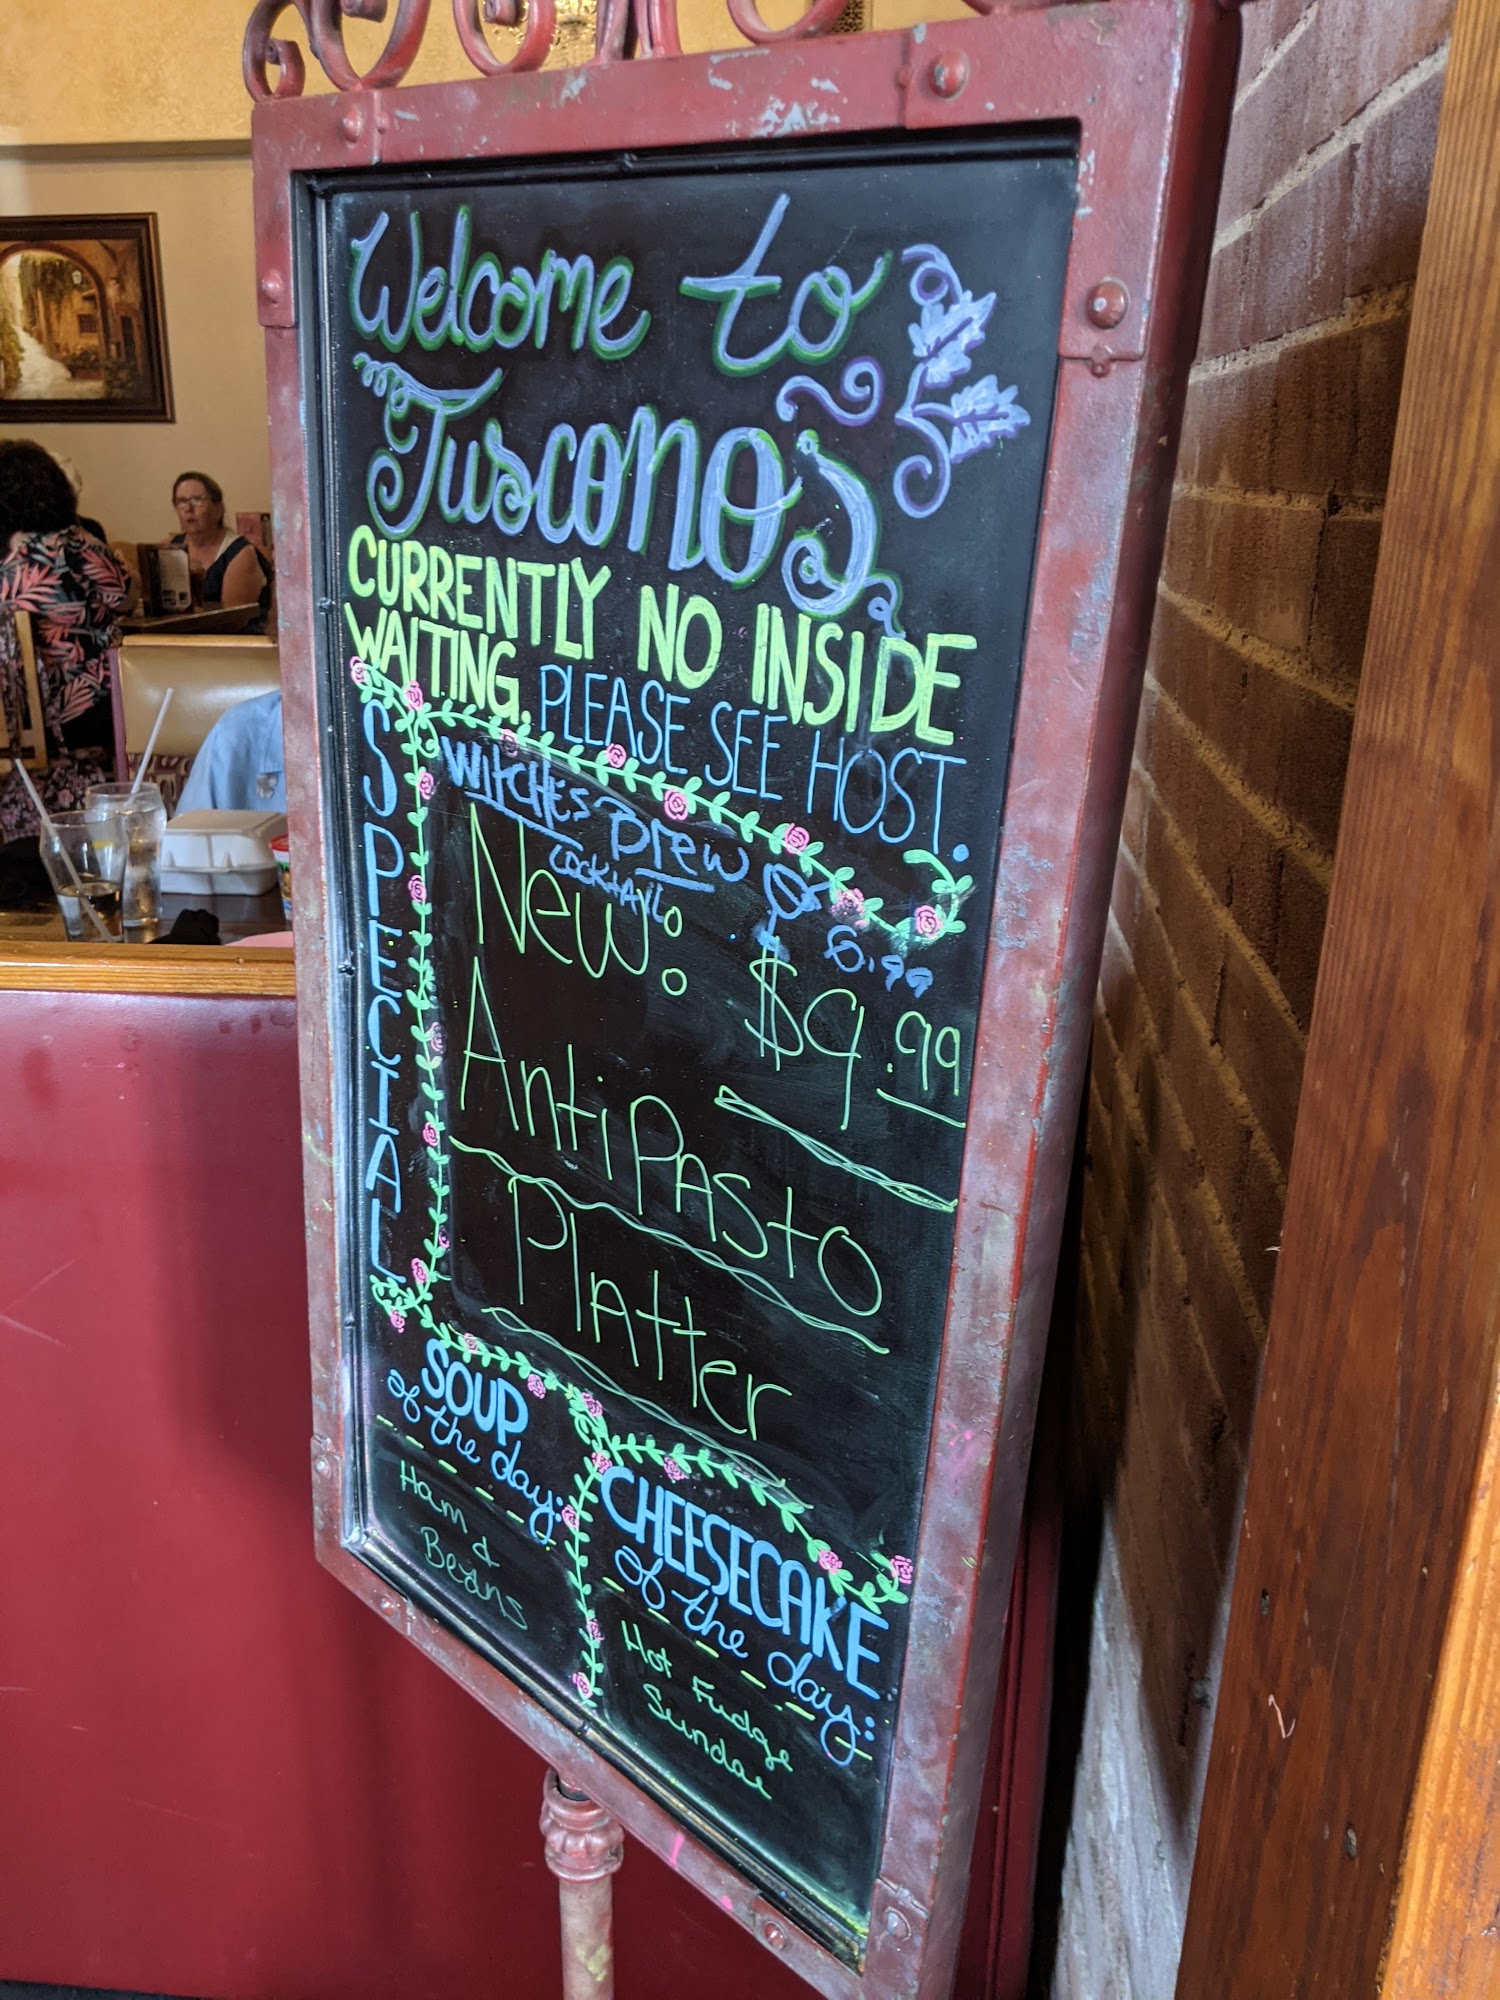 Welcome to
Tuscanos
CURRENTLY NO INSIDE
WAITING. PLEASE SEE HOST.
SPECIAL
WITCHES Brew
COCKtAIL
6.99
New:
$9.99
AntiPASto
PlAtter
SOUP
of the day:
Ham &
Beans
CHEESECAKE
of the day:
Hot Fudge
Sundae